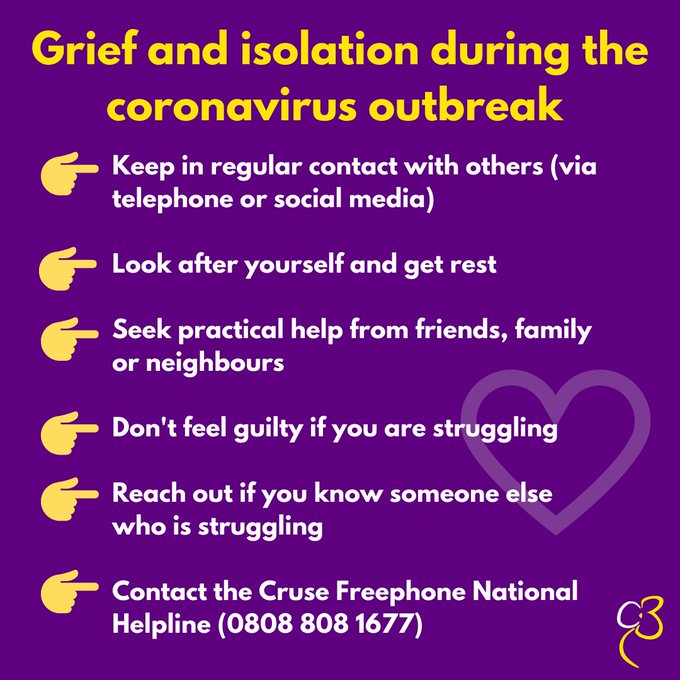 Grief and isolation during the
coronavirus outbreak
Keep in regular contact with others (via
telephone or social media)
Look after yourself and get rest
Seek practical help from friends, family
or neighbours
Don't feel guilty if you are struggling
Reach out if you know someone else
who is struggling
Contact the Cruse Freephone National
Helpline (0808 808 1677)